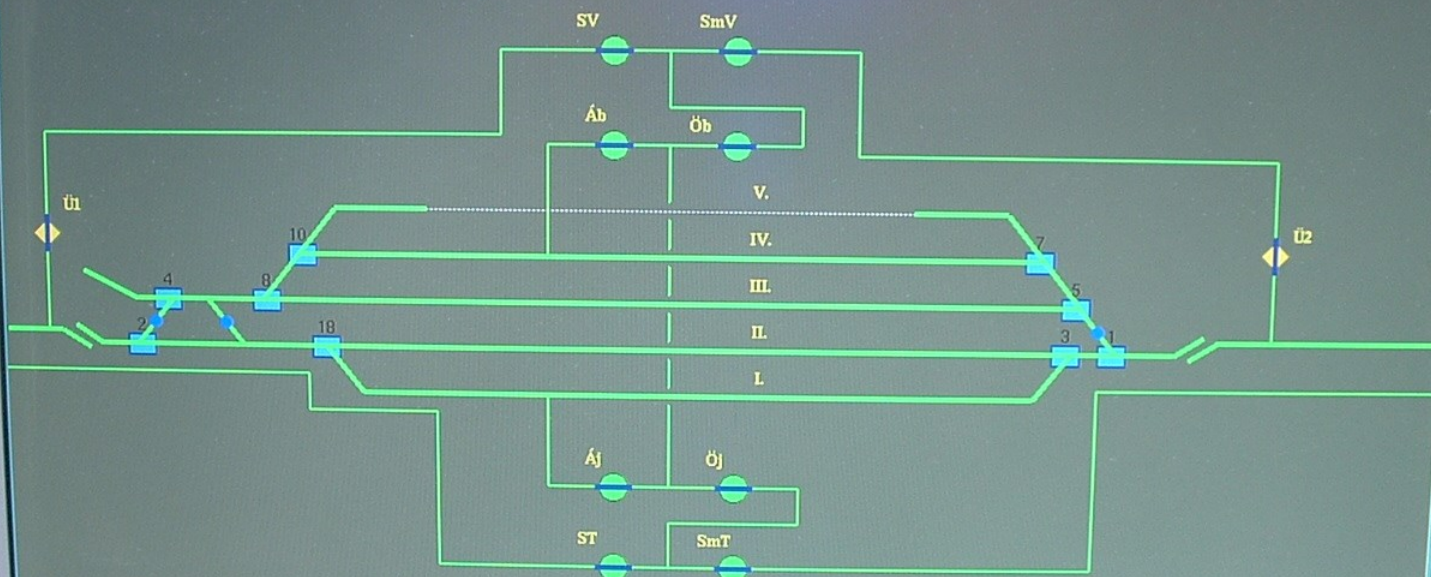 SV SmV
Áb Öb
V.
Ü1
10 IV. 7 Ü2
4 8 III. 5
2 18 II. 3 1
I.
Áj Öj
ST SmT